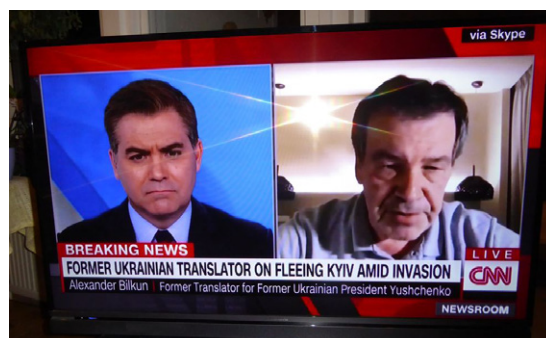 via Skype
BREAKING NEWS
LIVE
FORMER UKRAINIAN TRANSLATOR ON FLEEING KYIV AMID INVASION
CNN
Alexander Bilkun | Former Translator for Former Ukrainian President Yushchenko
NEWSROOM